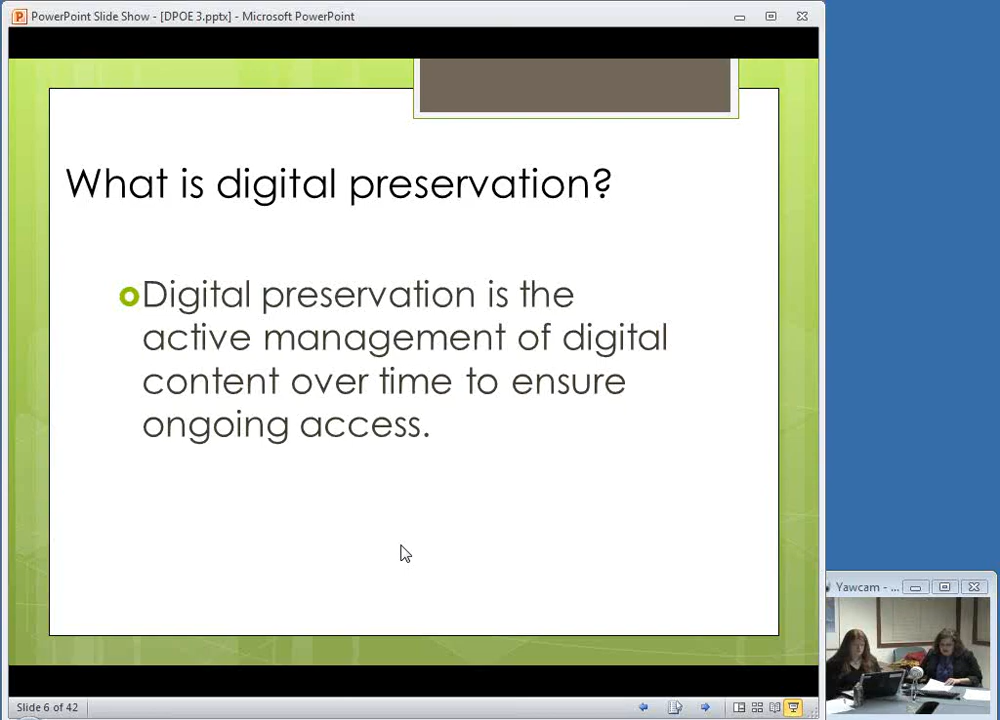 PowerPoint Slide Show - [DPOE 3.pptx] - Microsoft PowerPoint
What is digital preservation?
Digital preservation is the
active management of digital
content over time to ensure
ongoing access.
Yawcam - ...
Slide 6 of 42